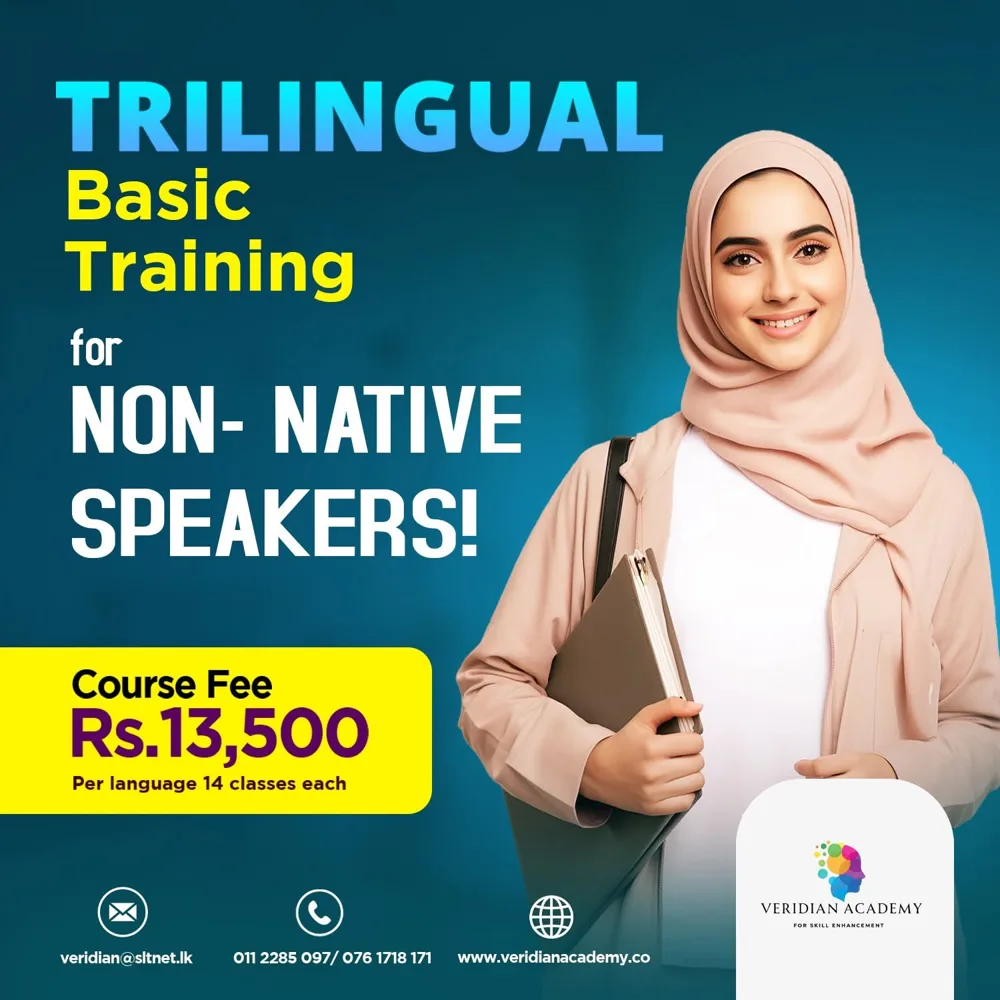 TRILINGUAL
Basic
Training
for
NON- NATIVE
SPEAKERS!
Course Fee
Rs.13,500
Per language 14 classes each
veridian@sltnet.lk
011 2285 097/ 076 1718 171
www.veridianacademy.co
VERIDIAN ACADEMY
FOR SKILL ENHANCEMENT